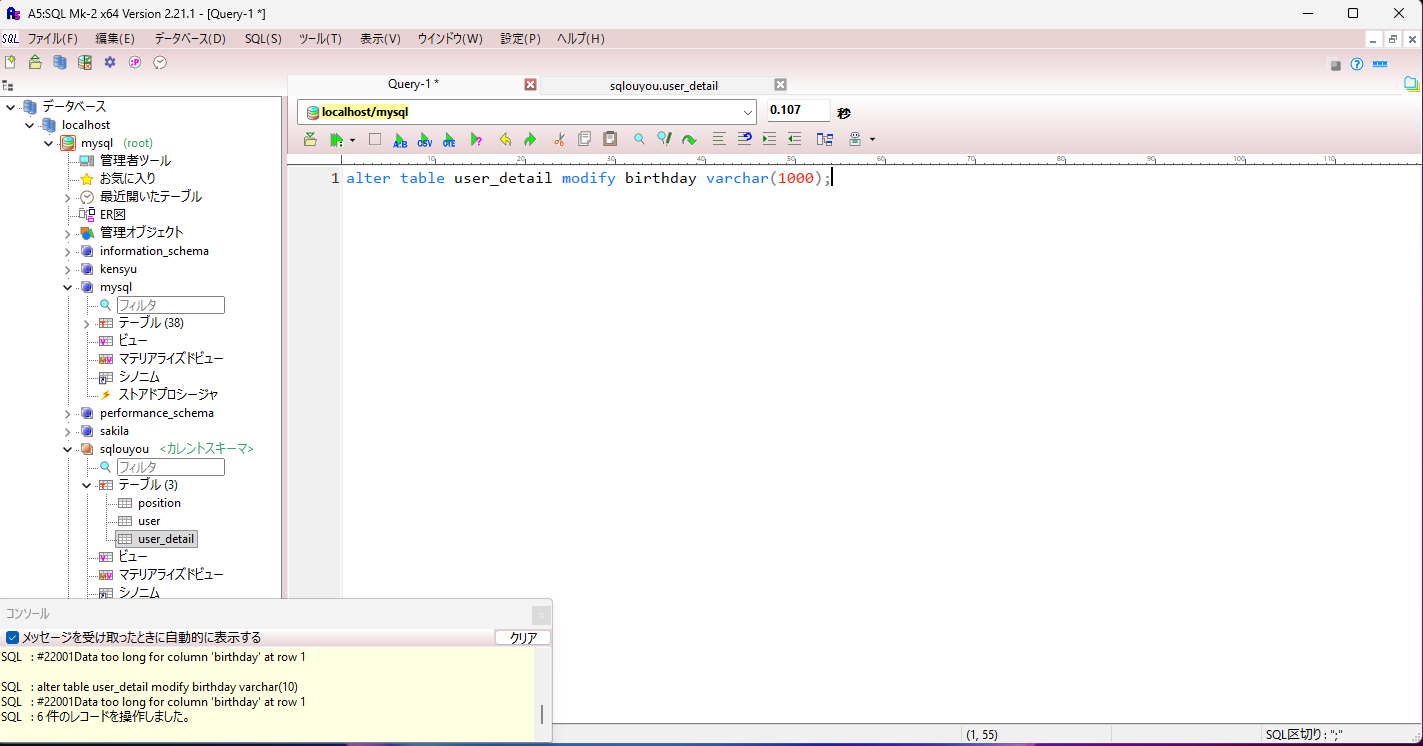 A5:SQL Mk-2 x64 Version 2.21.1 - [Query-1 *]
SQL ファイル(F) 編集(E) データベース(D) SQL(S) ツール(T) 表示(V) ウインドウ(W) 設定(P) ヘルプ(H)
Query-1 * sqlouyou.user_detail
localhost/mysql 0.107 秒
10 20 30 40 50 60 70 80 90 100 110
1 alter table user_detail modify birthday varchar(1000);
データベース
localhost
mysql (root)
管理者ツール
お気に入り
最近開いたテーブル
ER図
管理オブジェクト
information_schema
kensyu
mysql
フィルタ
テーブル (38)
ビュー
マテリアライズドビュー
シノニム
ストアドプロシージャ
performance_schema
sakila
sqlouyou <カレントスキーマ>
フィルタ
テーブル (3)
position
user
user_detail
ビュー
マテリアライズドビュー
シノニム
コンソール
メッセージを受け取ったときに自動的に表示する クリア
SQL : #22001Data too long for column 'birthday' at row 1
SQL : alter table user_detail modify birthday varchar(10)
SQL : #22001Data too long for column 'birthday' at row 1
SQL : 6 件のレコードを操作しました。
(1, 55) SQL区切り : ";"